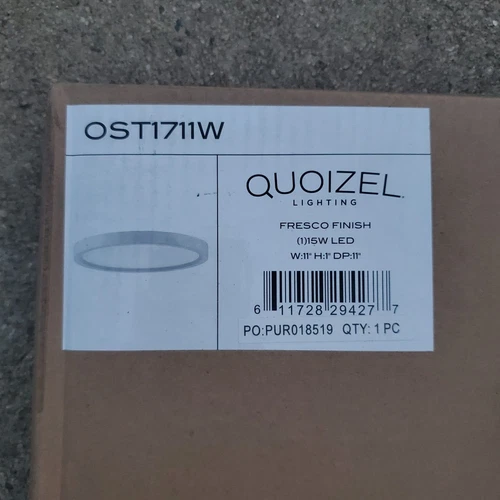 OST1711W
QUOIZEL
LIGHTING
FRESCO FINISH
(1)15W LED
W:11" H:1" DP:11"
6 11728 29427 7
PO:PUR018519 QTY: 1 PC